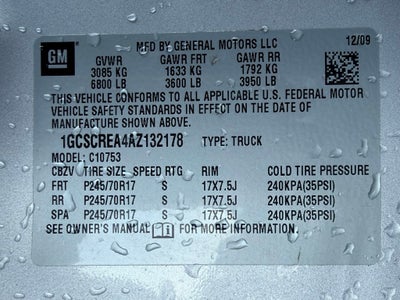 GM
MFD BY GENERAL MOTORS LLC 12/09
GVWR GAWR FRT GAWR RR
3085 KG 1633 KG 1792 KG
6800 LB 3600 LB 3950 LB
THIS VEHICLE CONFORMS TO ALL APPLICABLE U.S. FEDERAL MOTOR
VEHICLE SAFETY STANDARDS IN EFFECT ON THE DATE OF
MANUFACTURE SHOWN ABOVE.
1GCSCREA4AZ132178 TYPE: TRUCK
MODEL: C10753
CBZV TIRE SIZE SPEED RTG RIM COLD TIRE PRESSURE
FRT P245/70R17 S 17X7.5J 240KPA(35PSI)
RR P245/70R17 S 17X7.5J 240KPA(35PSI)
SPA P245/70R17 S 17X7.5J 240KPA(35PSI)
SEE OWNER'S MANUAL FOR MORE INFORMATION.